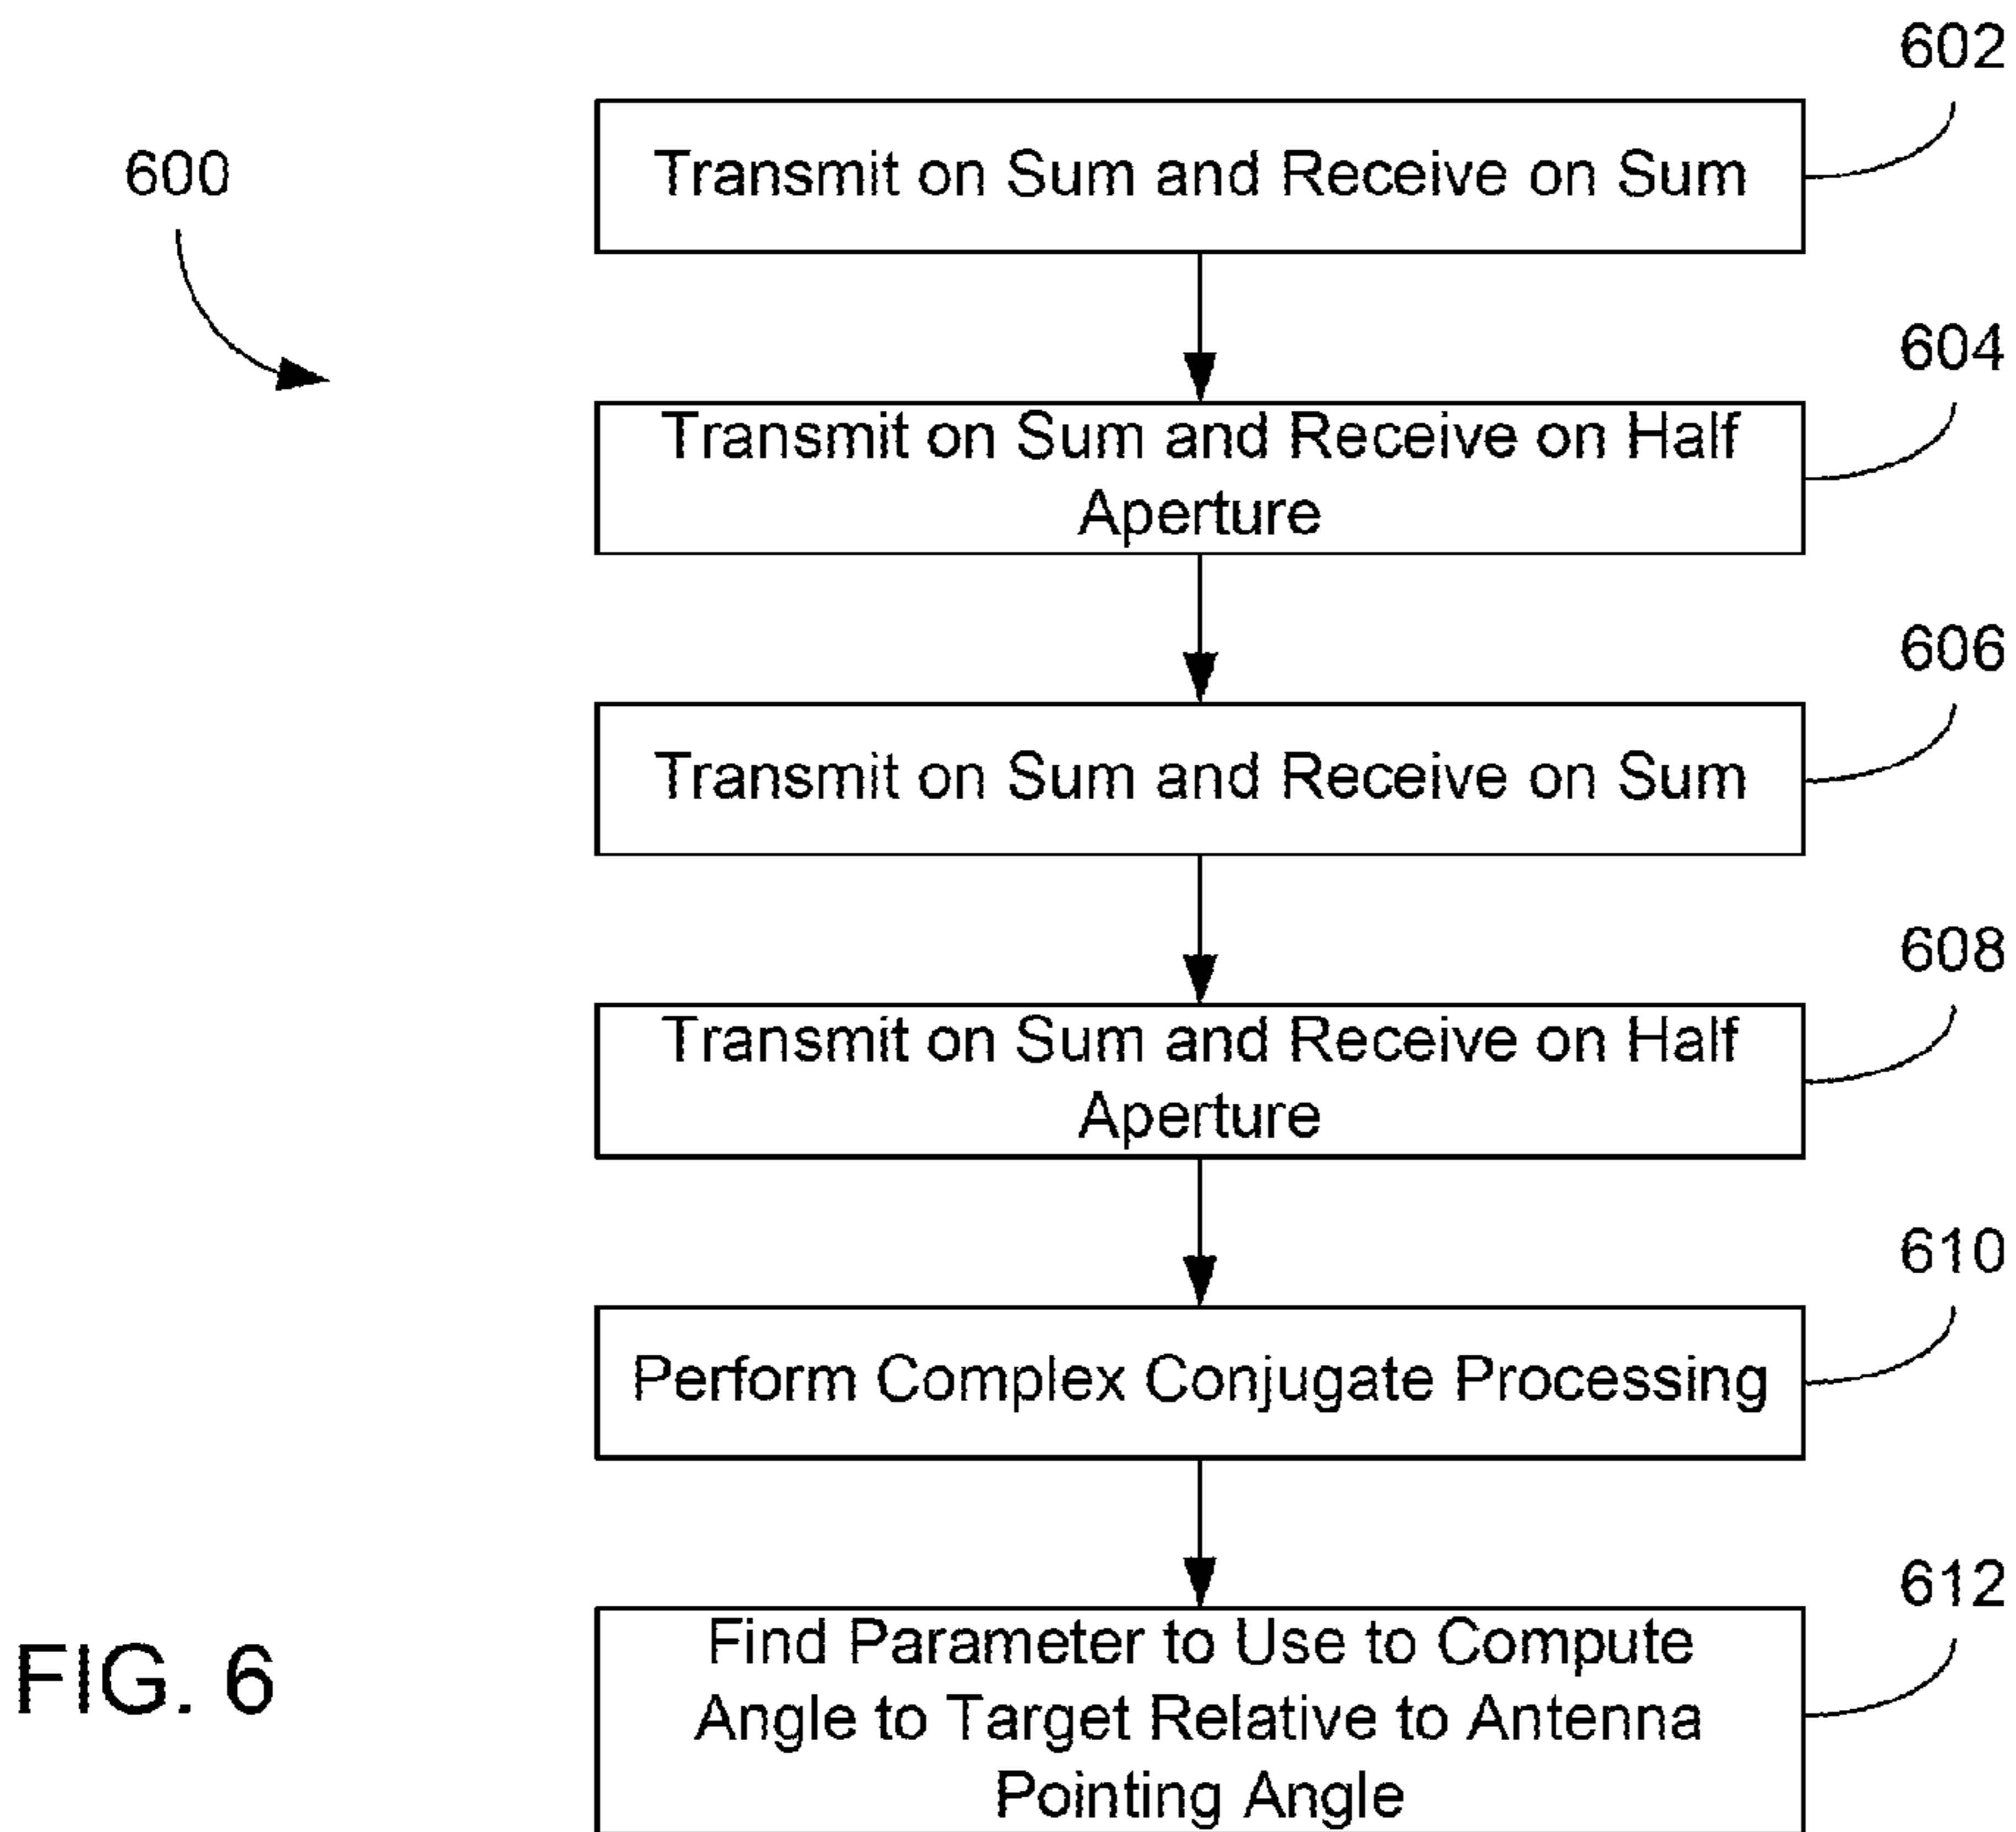 602
600
Transmit on Sum and Receive on Sum
604
Transmit on Sum and Receive on Half
Aperture
606
Transmit on Sum and Receive on Sum
608
Transmit on Sum and Receive on Half
Aperture
610
Perform Complex Conjugate Processing
612
Find Parameter to Use to Compute
Angle to Target Relative to Antenna
Pointing Angle
FIG. 6